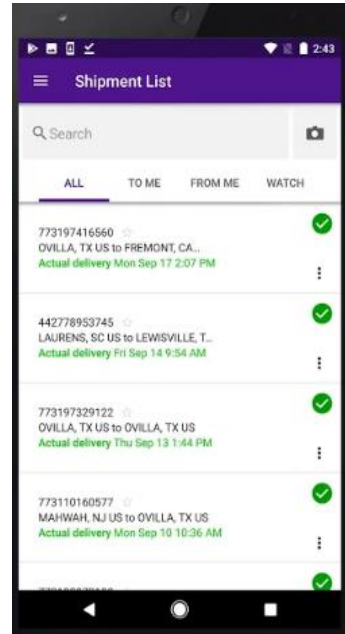 2:43
Shipment List
Search
ALL TO ME FROM ME WATCH
773197416560
OVILLA, TX US to FREMONT, CA...
Actual delivery Mon Sep 17 2:07 PM
442778953745
LAURENS, SC US to LEWISVILLE, T...
Actual delivery Fri Sep 14 9:54 AM
773197329122
OVILLA, TX US to OVILLA, TX US
Actual delivery Thu Sep 13 1:44 PM
773110160577
MAHWAH, NJ US to OVILLA, TX US
Actual delivery Mon Sep 10 10:36 AM